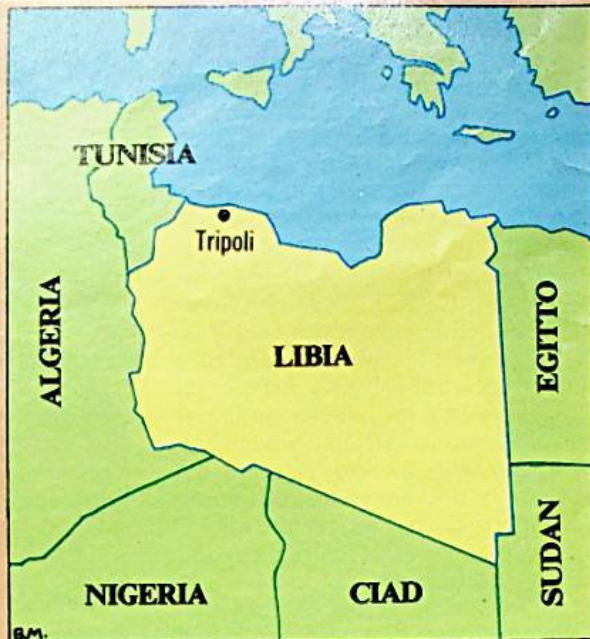 TUNISIA
Tripoli
ALGERIA
LIBIA
EGITTO
NIGERIA
CIAD
SUDAN
B.M.